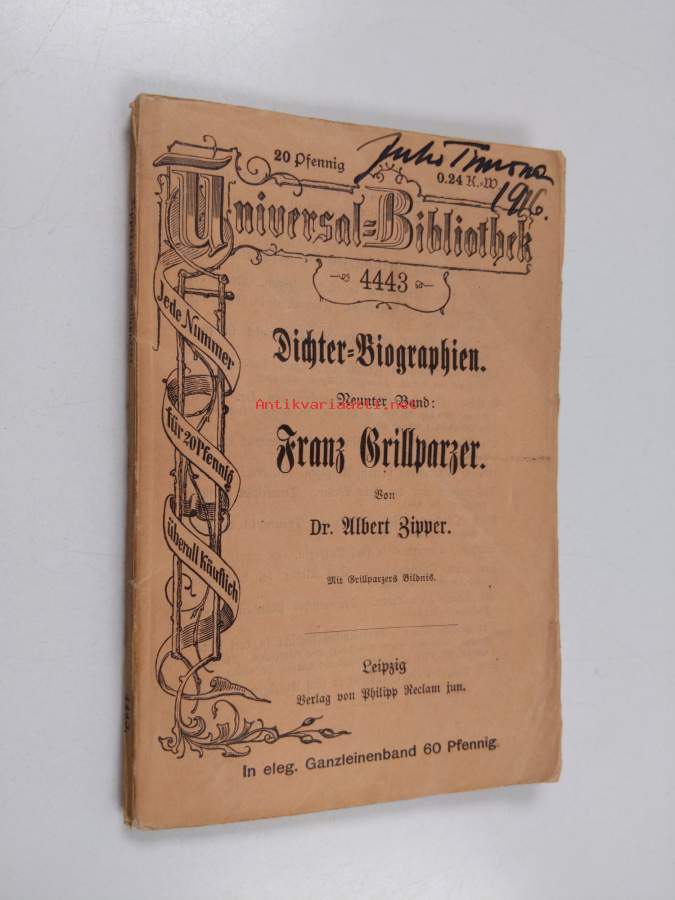 20 Pfennig
0.24 K.-W
1916.
Universal=Bibliothek
4443
Jede Nummer
für 20 Pfennig
überall käuflich
Dichter=Biographien.
Neunter Band:
Antikvariaatti.net
Franz Grillparzer.
Von
Dr. Albert Zipper.
Mit Grillparzers Bildnis.
Leipzig
Verlag von Philipp Reclam jun.
In eleg. Ganzleinenband 60 Pfennig.